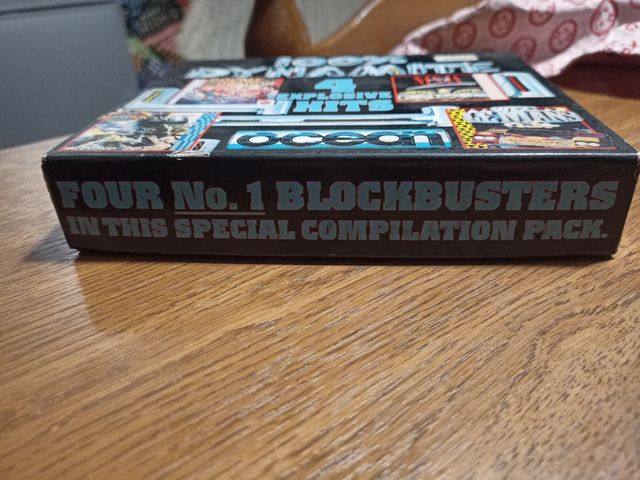 100%
DYNAMITE
4
EXPLOSIVE
HITS
ocean
FOUR No. 1 BLOCKBUSTERS
IN THIS SPECIAL COMPILATION PACK.